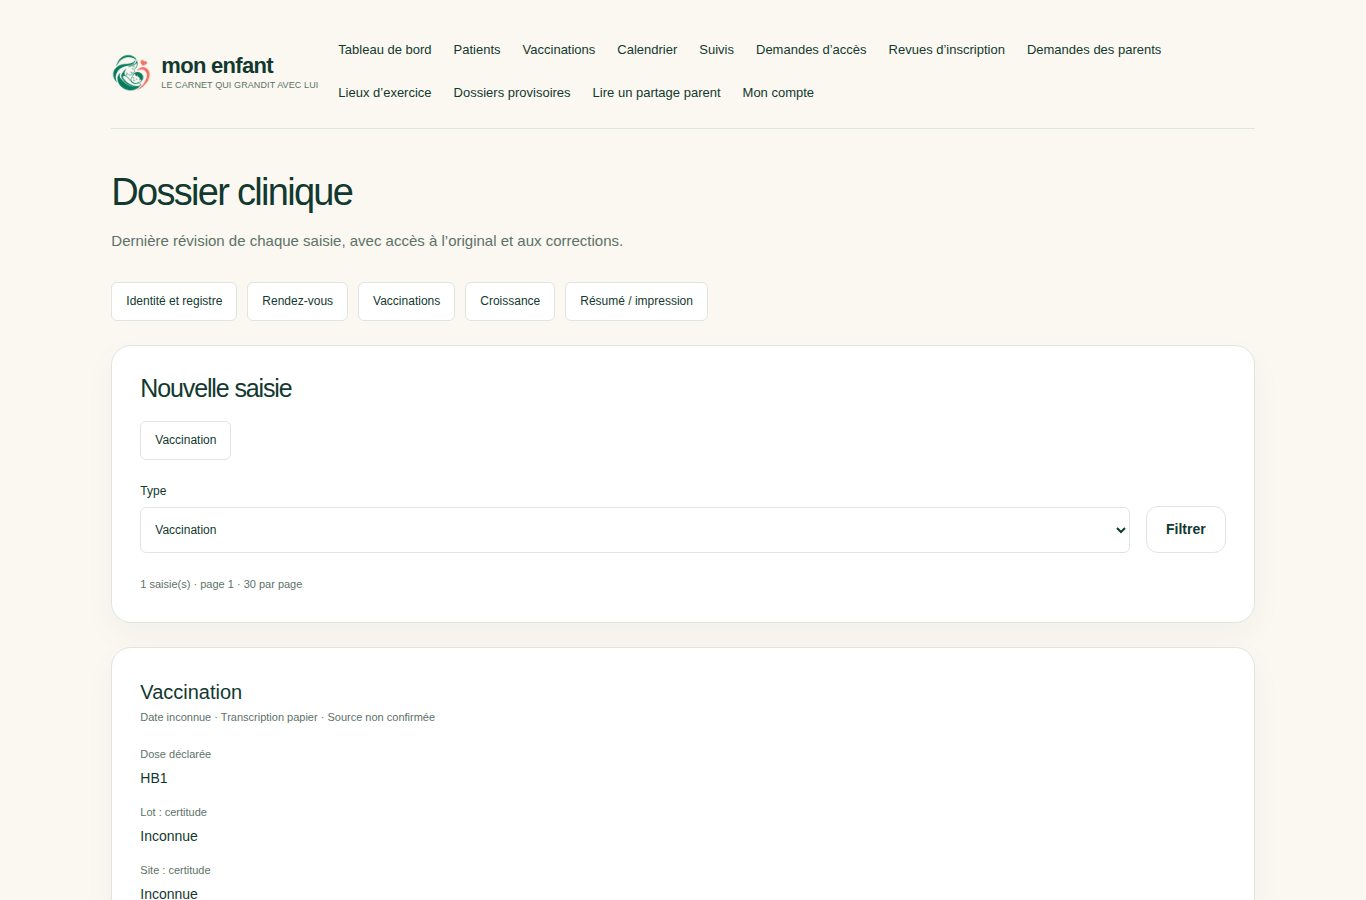 mon enfant
LE CARNET QUI GRANDIT AVEC LUI
Tableau de bord Patients Vaccinations Calendrier Suivis Demandes d’accès Revues d’inscription Demandes des parents
Lieux d’exercice Dossiers provisoires Lire un partage parent Mon compte
Dossier clinique
Dernière révision de chaque saisie, avec accès à l’original et aux corrections.
Identité et registre Rendez-vous Vaccinations Croissance Résumé / impression
Nouvelle saisie
Vaccination
Type
Vaccination Filtrer
1 saisie(s) · page 1 · 30 par page
Vaccination
Date inconnue · Transcription papier · Source non confirmée
Dose déclarée
HB1
Lot : certitude
Inconnue
Site : certitude
Inconnue